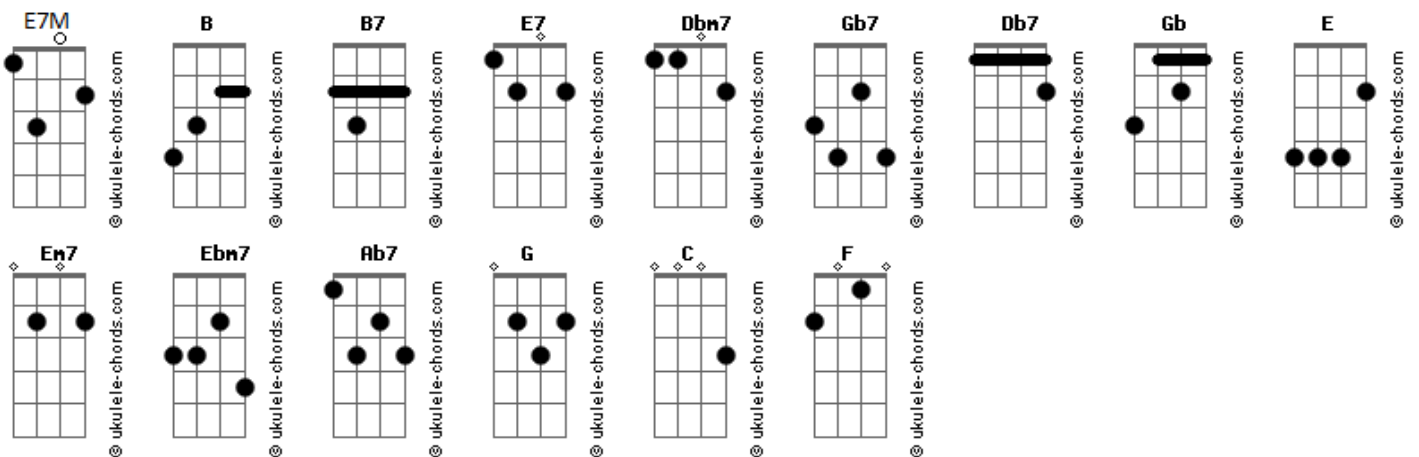 E7M B B7 E7 Dbm7 Gb7 Db7 Gb E
© ukulele-chords.com © ukulele-chords.com © ukulele-chords.com © ukulele-chords.com © ukulele-chords.com © ukulele-chords.com © ukulele-chords.com © ukulele-chords.com © ukulele-chords.com
Em7 Ebm7 Ab7 G C F
© ukulele-chords.com © ukulele-chords.com © ukulele-chords.com © ukulele-chords.com © ukulele-chords.com © ukulele-chords.com